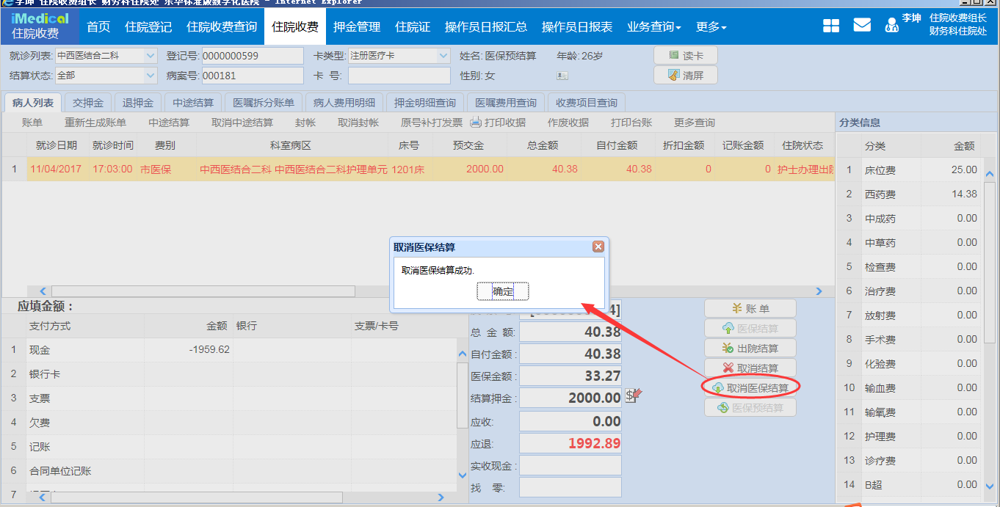 李坤 住院收费组长 财务科住院处 东华标准版数字化医院 - Internet Explorer
iMedical
住院收费
首页 住院登记 住院收费查询 住院收费 押金管理 住院证 操作员日报汇总 操作员日报表 业务查询 更多
李坤 住院收费组长
财务科住院处
就诊列表: 中西医结合二科 登记号: 0000000599 卡类型: 注册医疗卡 姓名: 医保预结算 年龄: 26岁 读卡
结算状态: 全部 病案号: 000181 卡 号: 性别: 女 清屏
病人列表 交押金 退押金 中途结算 医嘱拆分账单 病人费用明细 押金明细查询 医嘱费用查询 收费项目查询
账单 重新生成账单 中途结算 取消中途结算 封帐 取消封帐 原号补打发票 打印收据 作废收据 打印台账 更多查询
就诊日期 就诊时间 费别 科室病区 床号 预交金 总金额 自付金额 折扣金额 记账金额 住院状态
1 11/04/2017 17:03:00 市医保 中西医结合二科 中西医结合二科护理单元 1201床 2000.00 40.38 40.38 0 0 护士办理出院
取消医保结算
取消医保结算成功.
确定
应填金额：
支付方式 金额 银行 支票/卡号
1 现金 -1959.62
2 银行卡
3 支票
4 欠费
5 记账
6 合同单位记账
7
总 金 额: 40.38
自付金额: 40.38
医保金额: 33.27
结算押金: 2000.00
应收: 0.00
应退: 1992.89
实收现金:
找 零:
账 单
医保结算
出院结算
取消结算
取消医保结算
医保预结算
分类信息
分类 金额
1 床位费 25.00
2 西药费 14.38
3 中成药 0.00
4 中草药 0.00
5 检查费 0.00
6 治疗费 0.00
7 放射费 0.00
8 手术费 0.00
9 化验费 0.00
10 输血费 0.00
11 输氧费 0.00
12 护理费 0.00
13 诊疗费 0.00
14 B超 0.00